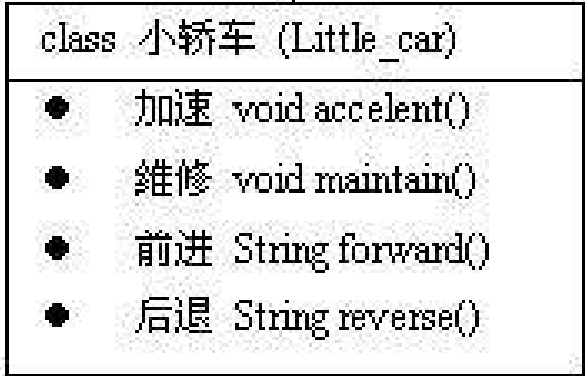 class 小轿车 (Little_car)
● 加速 void accelent()
● 维修 void maintain()
● 前进 String forward()
● 后退 String reverse()